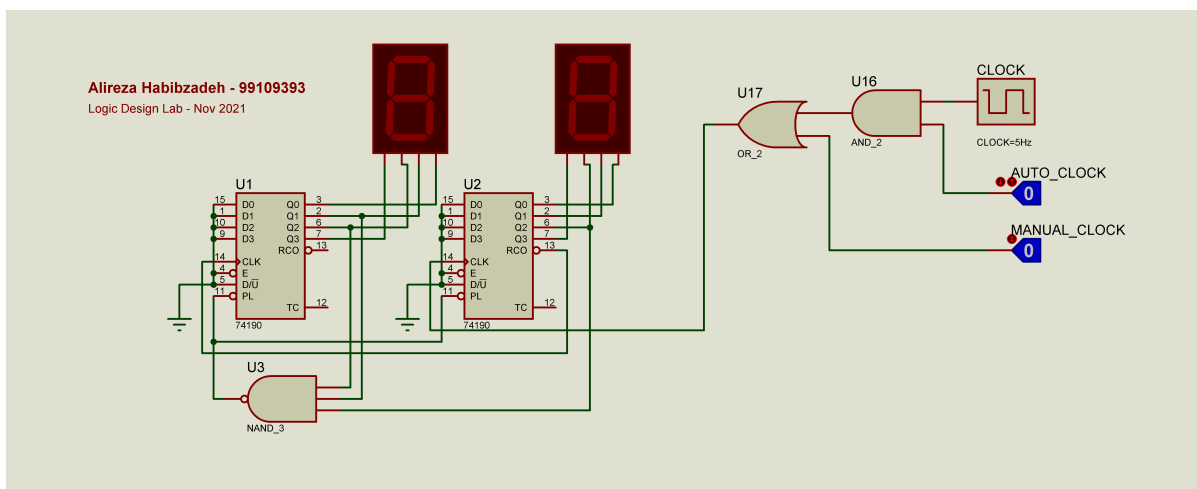 Alireza Habibzadeh - 99109393
Logic Design Lab - Nov 2021
CLOCK
CLOCK=5Hz
U16
AND_2
U17
OR_2
AUTO_CLOCK
0
MANUAL_CLOCK
0
U1
15 D0 Q0 3
1 D1 Q1 2
10 D2 Q2 6
9 D3 Q3 7
RCO 13
14 CLK
4 E
5 D/U
11 PL
TC 12
74190
U2
15 D0 Q0 3
1 D1 Q1 2
10 D2 Q2 6
9 D3 Q3 7
RCO 13
14 CLK
4 E
5 D/U
11 PL
TC 12
74190
U3
NAND_3